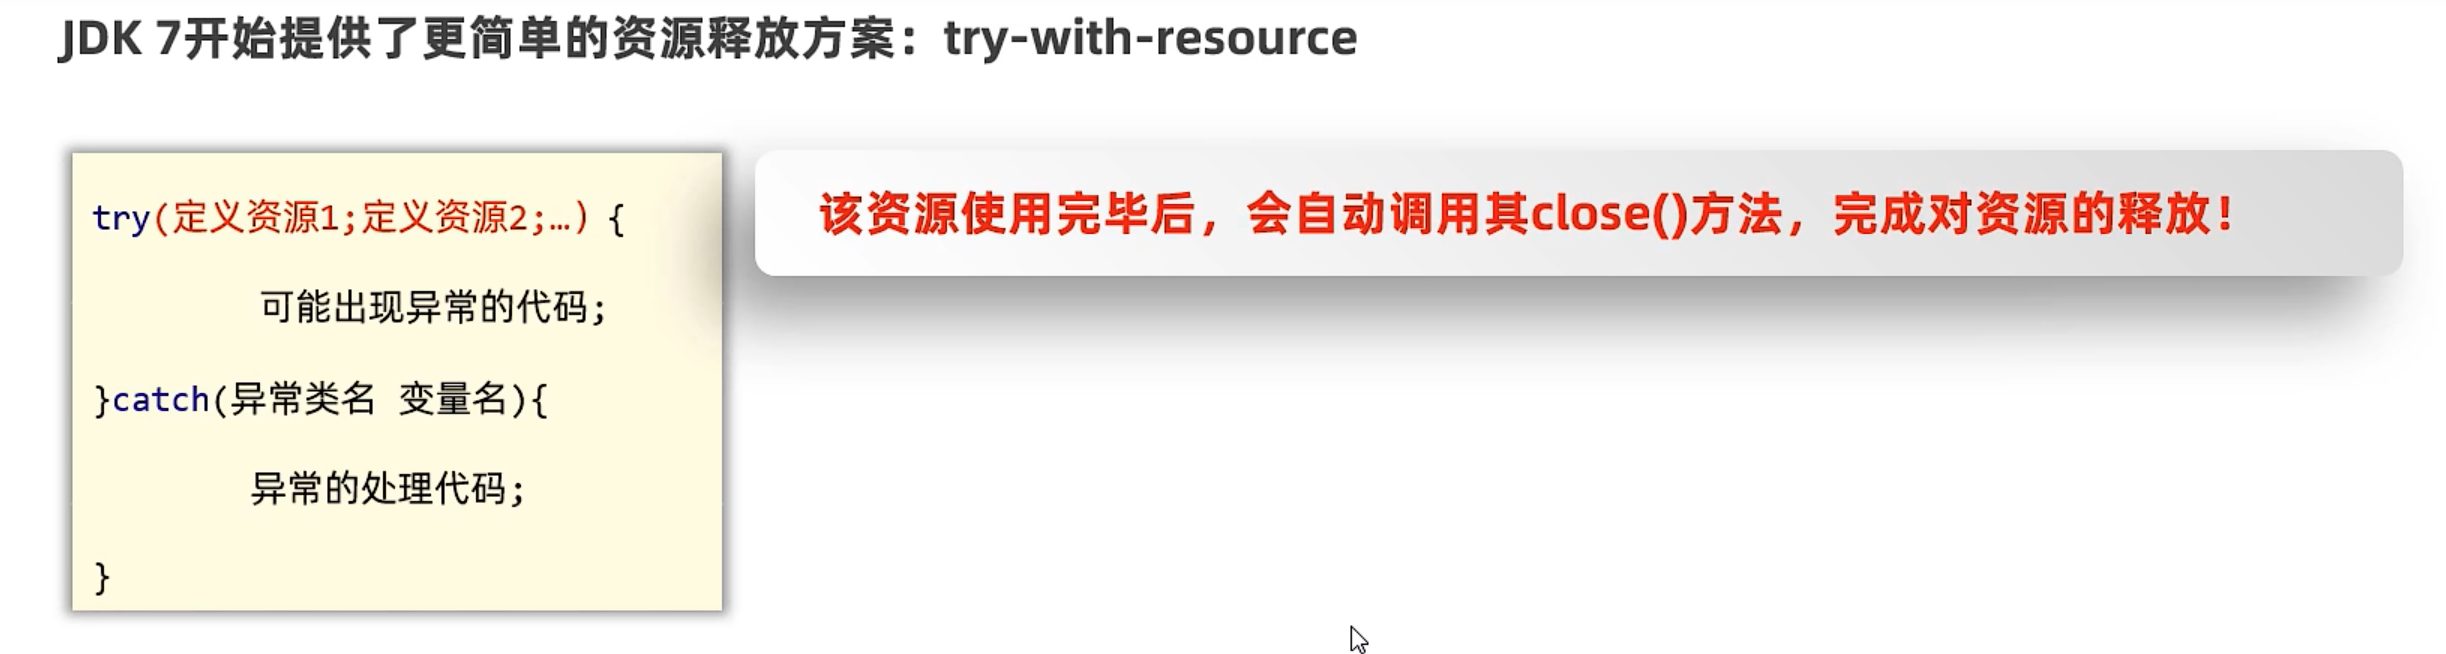 JDK 7开始提供了更简单的资源释放方案：try-with-resource
try(定义资源1;定义资源2;…) {
该资源使用完毕后，会自动调用其close()方法，完成对资源的释放！
可能出现异常的代码;
}catch(异常类名 变量名){
异常的处理代码;
}